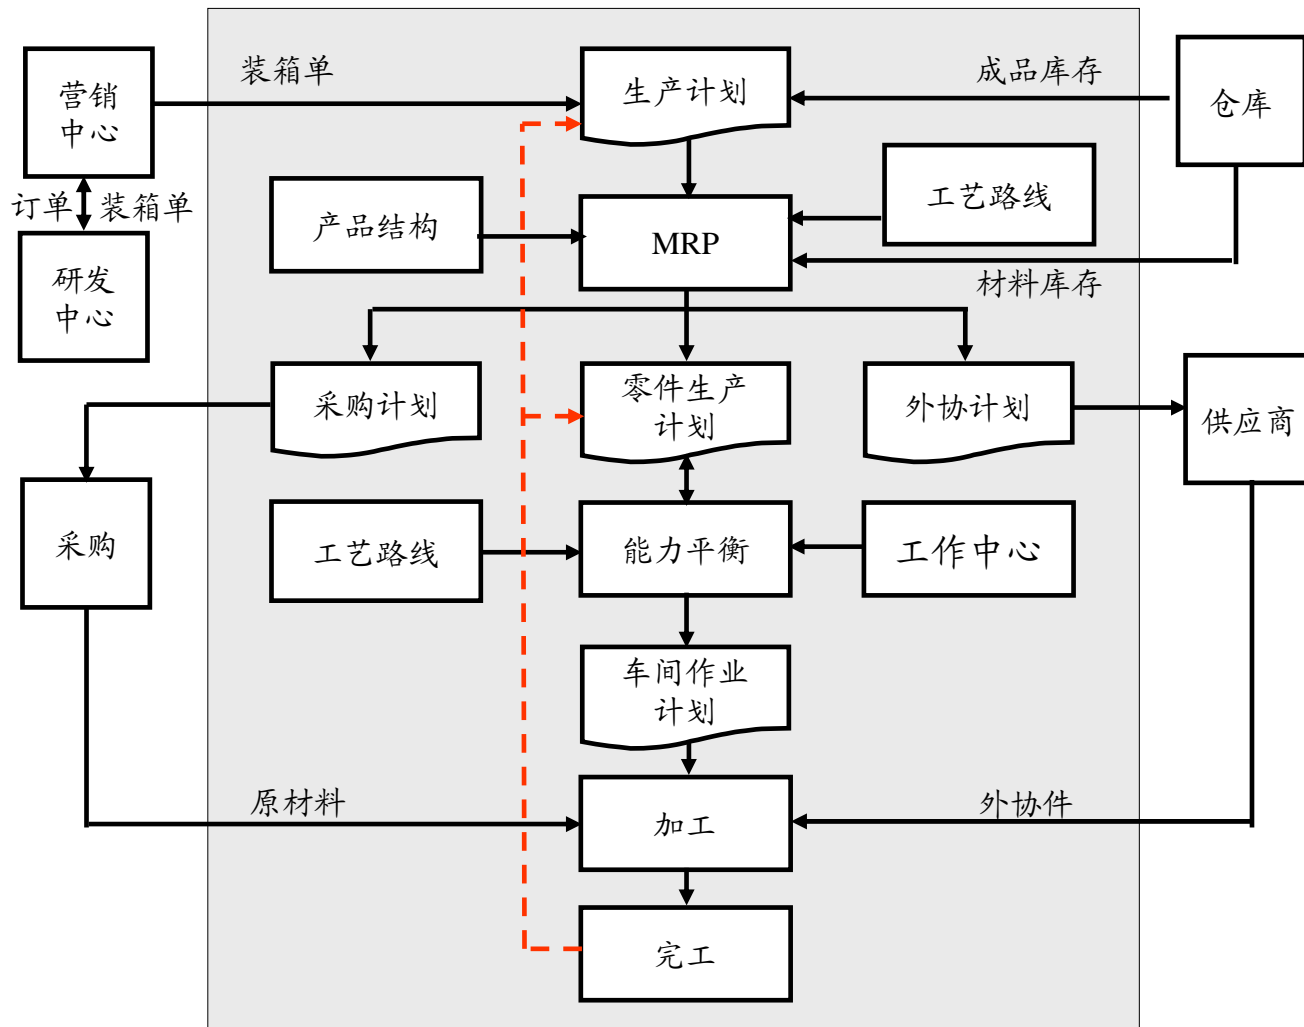 装箱单
生产计划
成品库存
营销
中心
仓库
订单
装箱单
产品结构
MRP
工艺路线
研发
中心
材料库存
采购计划
零件生产
计划
外协计划
供应商
采购
工艺路线
能力平衡
工作中心
车间作业
计划
原材料
加工
外协件
完工